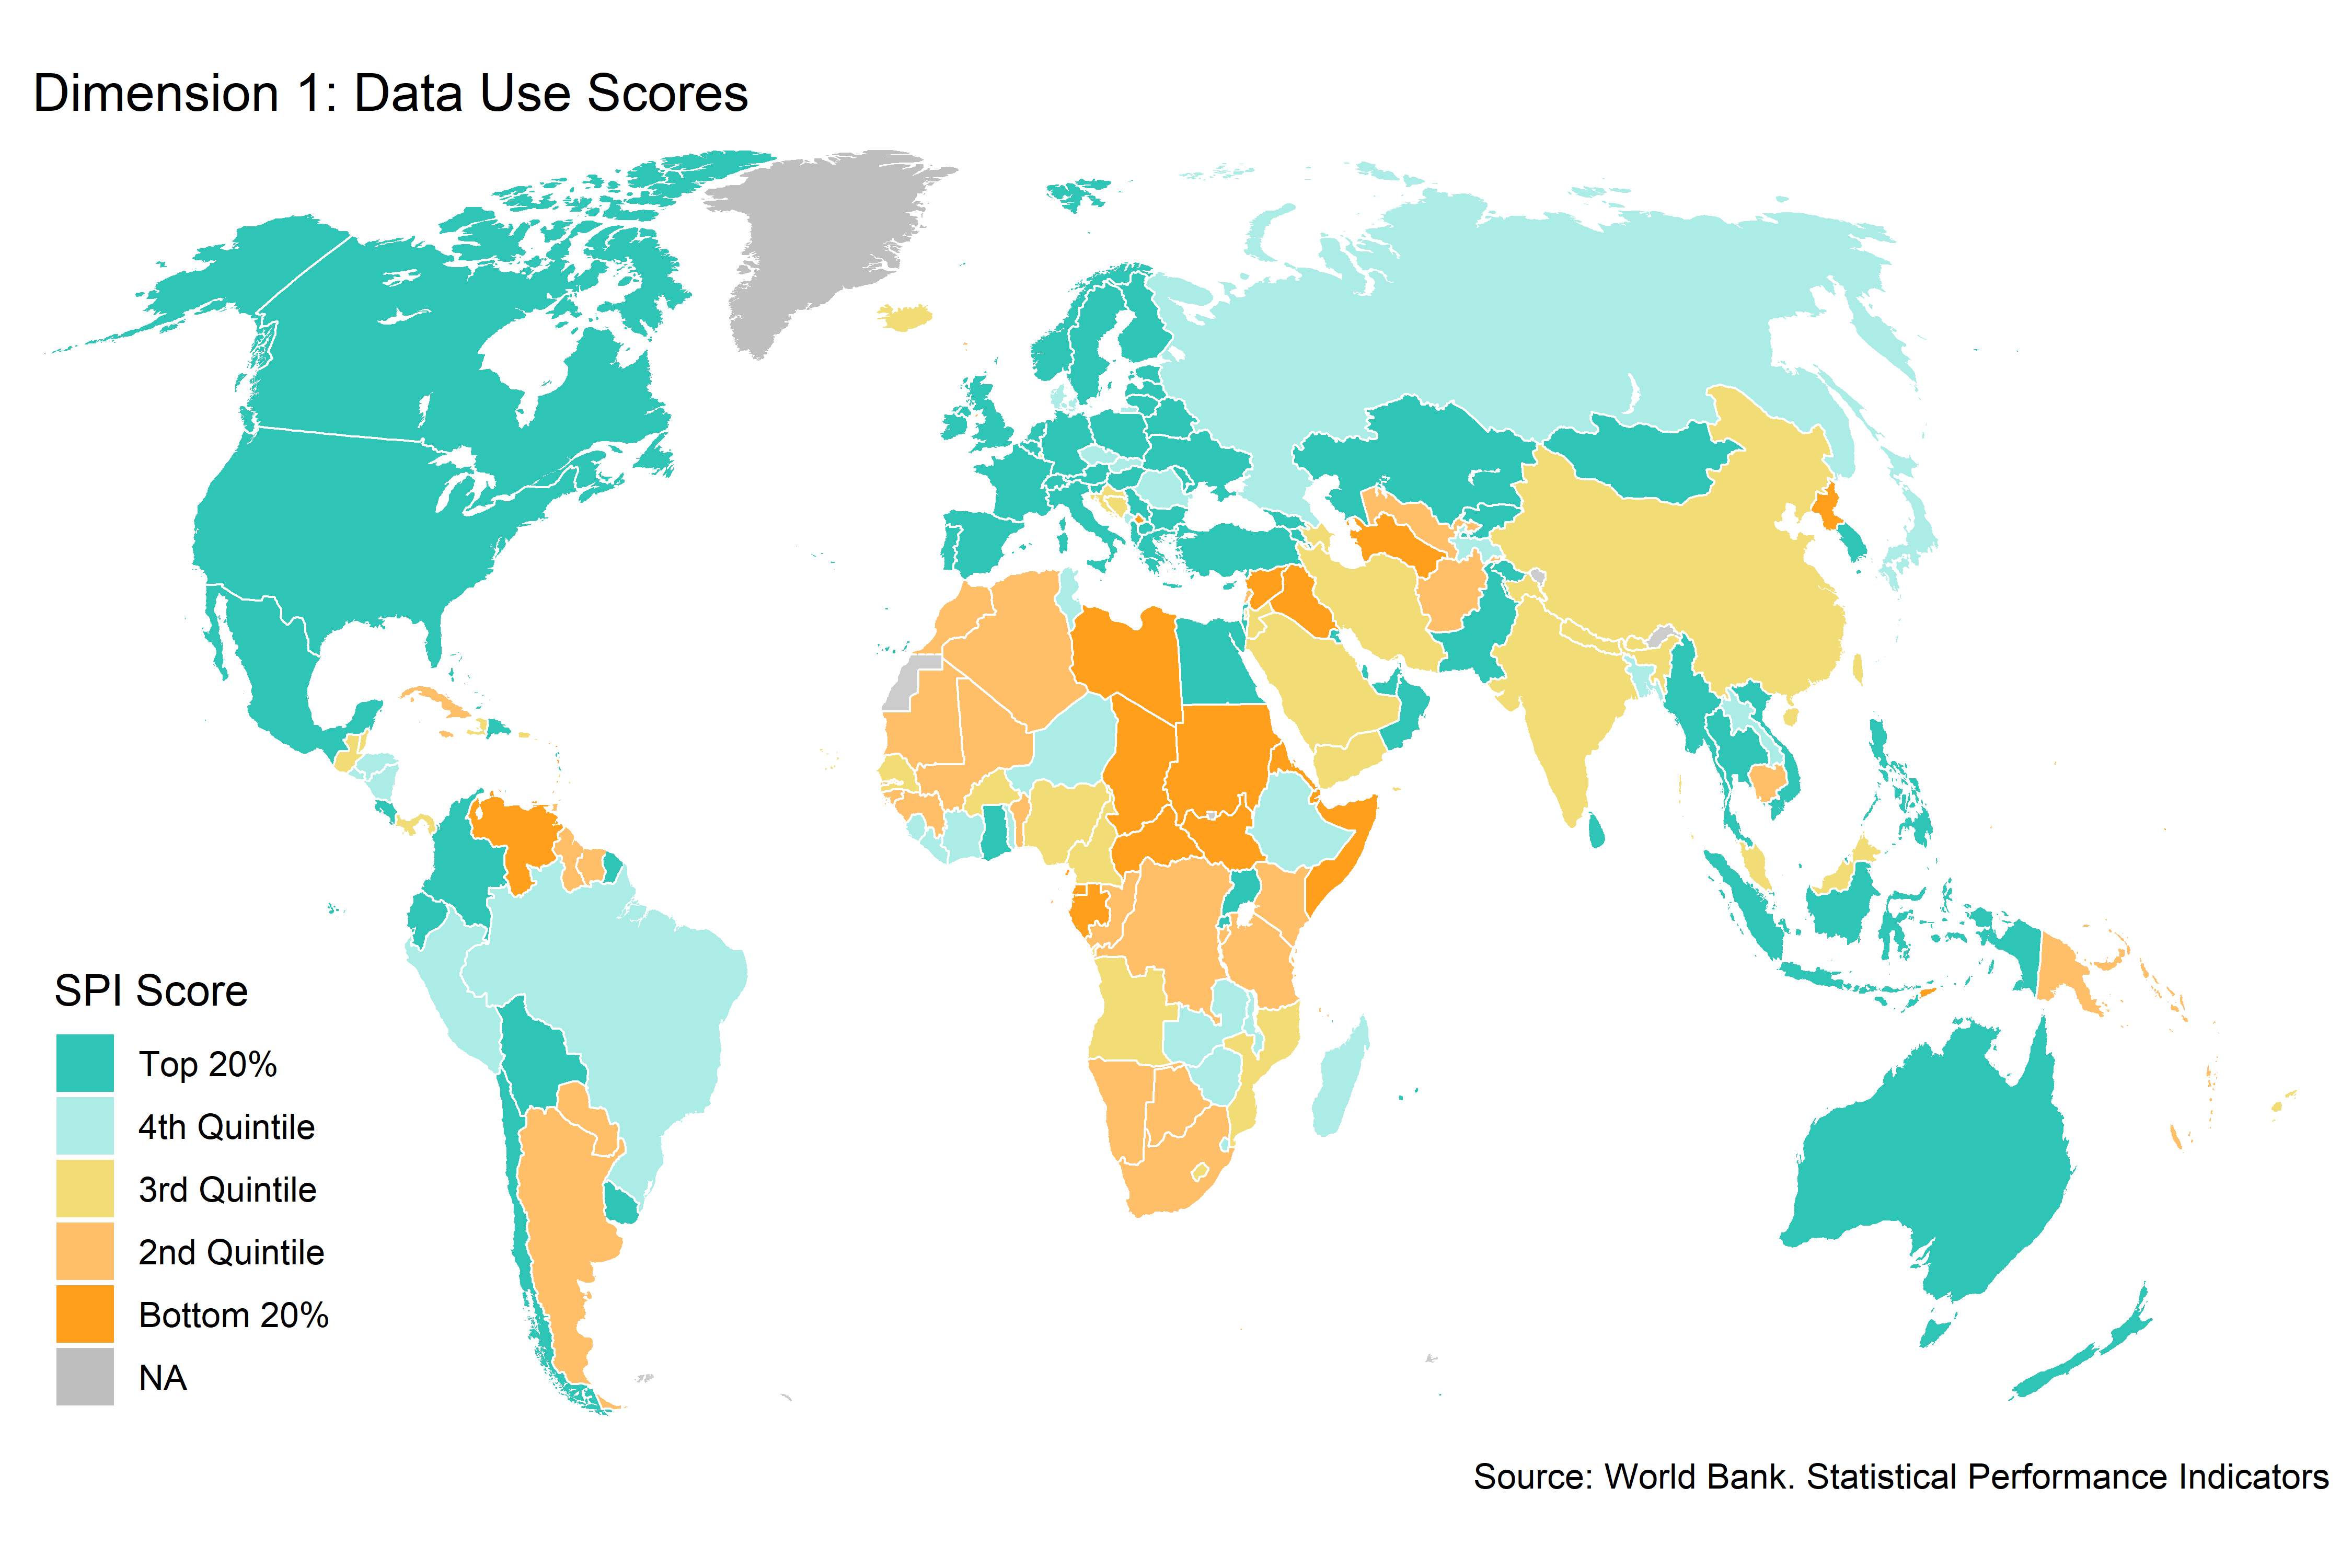 Dimension 1: Data Use Scores
SPI Score
Top 20%
4th Quintile
3rd Quintile
2nd Quintile
Bottom 20%
NA
Source: World Bank. Statistical Performance Indicators